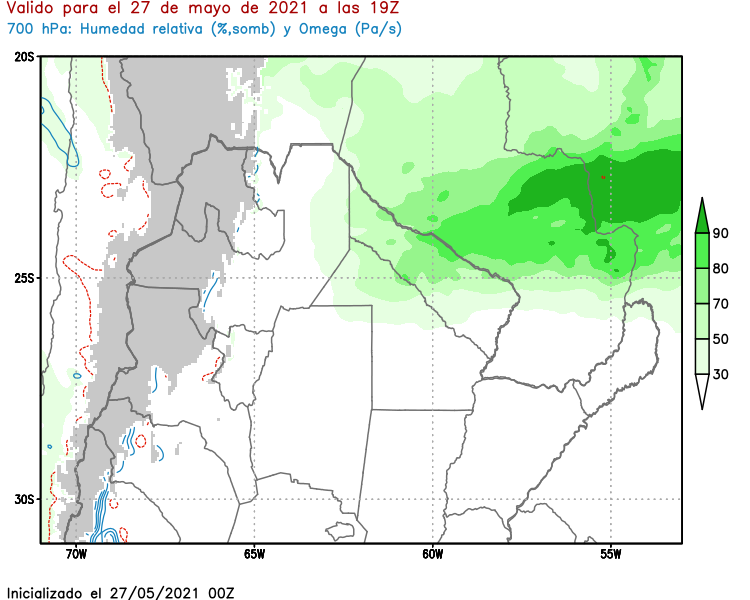 Valido para el 27 de mayo de 2021 a las 19Z
700 hPa: Humedad relativa (%,somb) y Omega (Pa/s)
20S
25S
30S
70W 65W 60W 55W
90
80
70
50
30
Inicializado el 27/05/2021 00Z